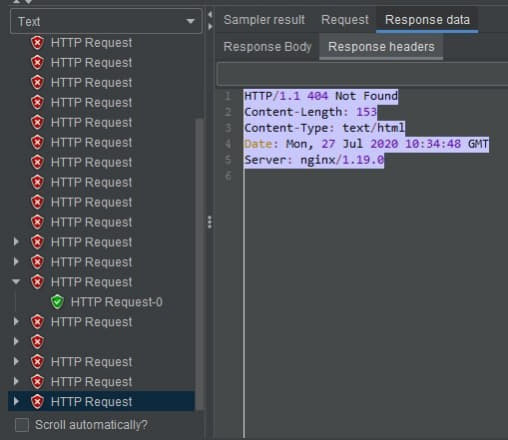 Text
HTTP Request
HTTP Request
HTTP Request
HTTP Request
HTTP Request
HTTP Request
HTTP Request
HTTP Request
HTTP Request
HTTP Request
HTTP Request
HTTP Request
HTTP Request
HTTP Request-0
HTTP Request
HTTP Request
HTTP Request
HTTP Request
Scroll automatically?
Sampler result Request Response data
Response Body Response headers
1 HTTP/1.1 404 Not Found
2 Content-Length: 153
3 Content-Type: text/html
4 Date: Mon, 27 Jul 2020 10:34:48 GMT
5 Server: nginx/1.19.0
6